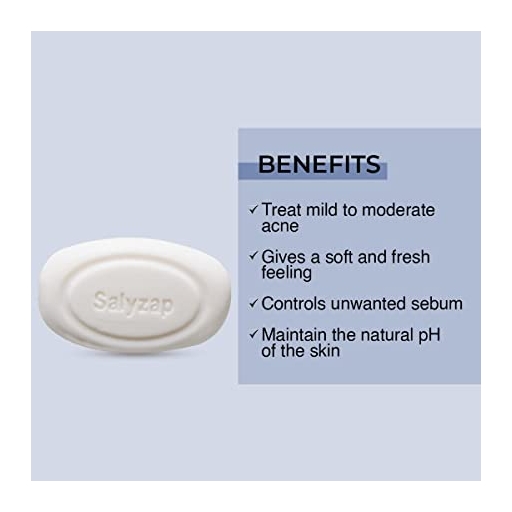 BENEFITS
✓Treat mild to moderate
acne
✓Gives a soft and fresh
feeling
✓Controls unwanted sebum
✓Maintain the natural pH
of the skin
Salyzap